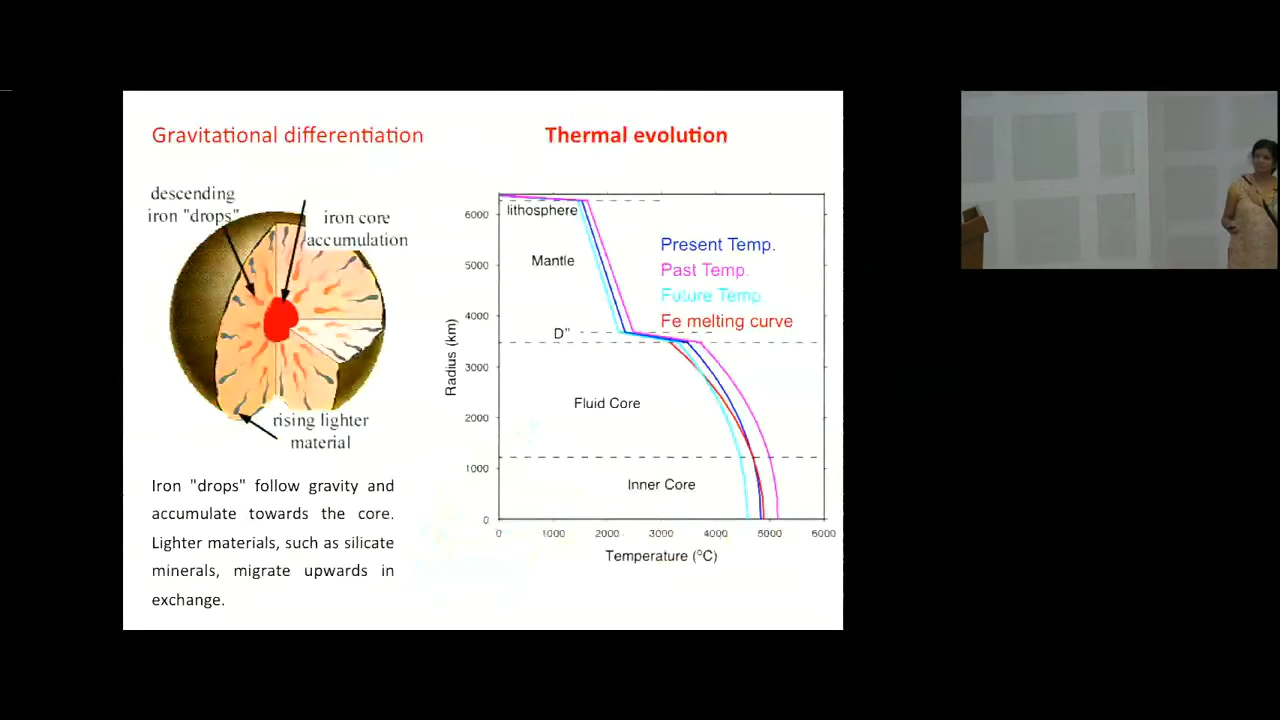 Gravitational differentiation
Thermal evolution
descending
iron "drops"
iron core
accumulation
rising lighter
material
Iron "drops" follow gravity and
accumulate towards the core.
Lighter materials, such as silicate
minerals, migrate upwards in
exchange.
Radius (km)
6000
5000
4000
3000
2000
1000
0
lithosphere
Mantle
D"
Fluid Core
Inner Core
Present Temp.
Past Temp.
Future Temp.
Fe melting curve
0 1000 2000 3000 4000 5000 6000
Temperature (°C)